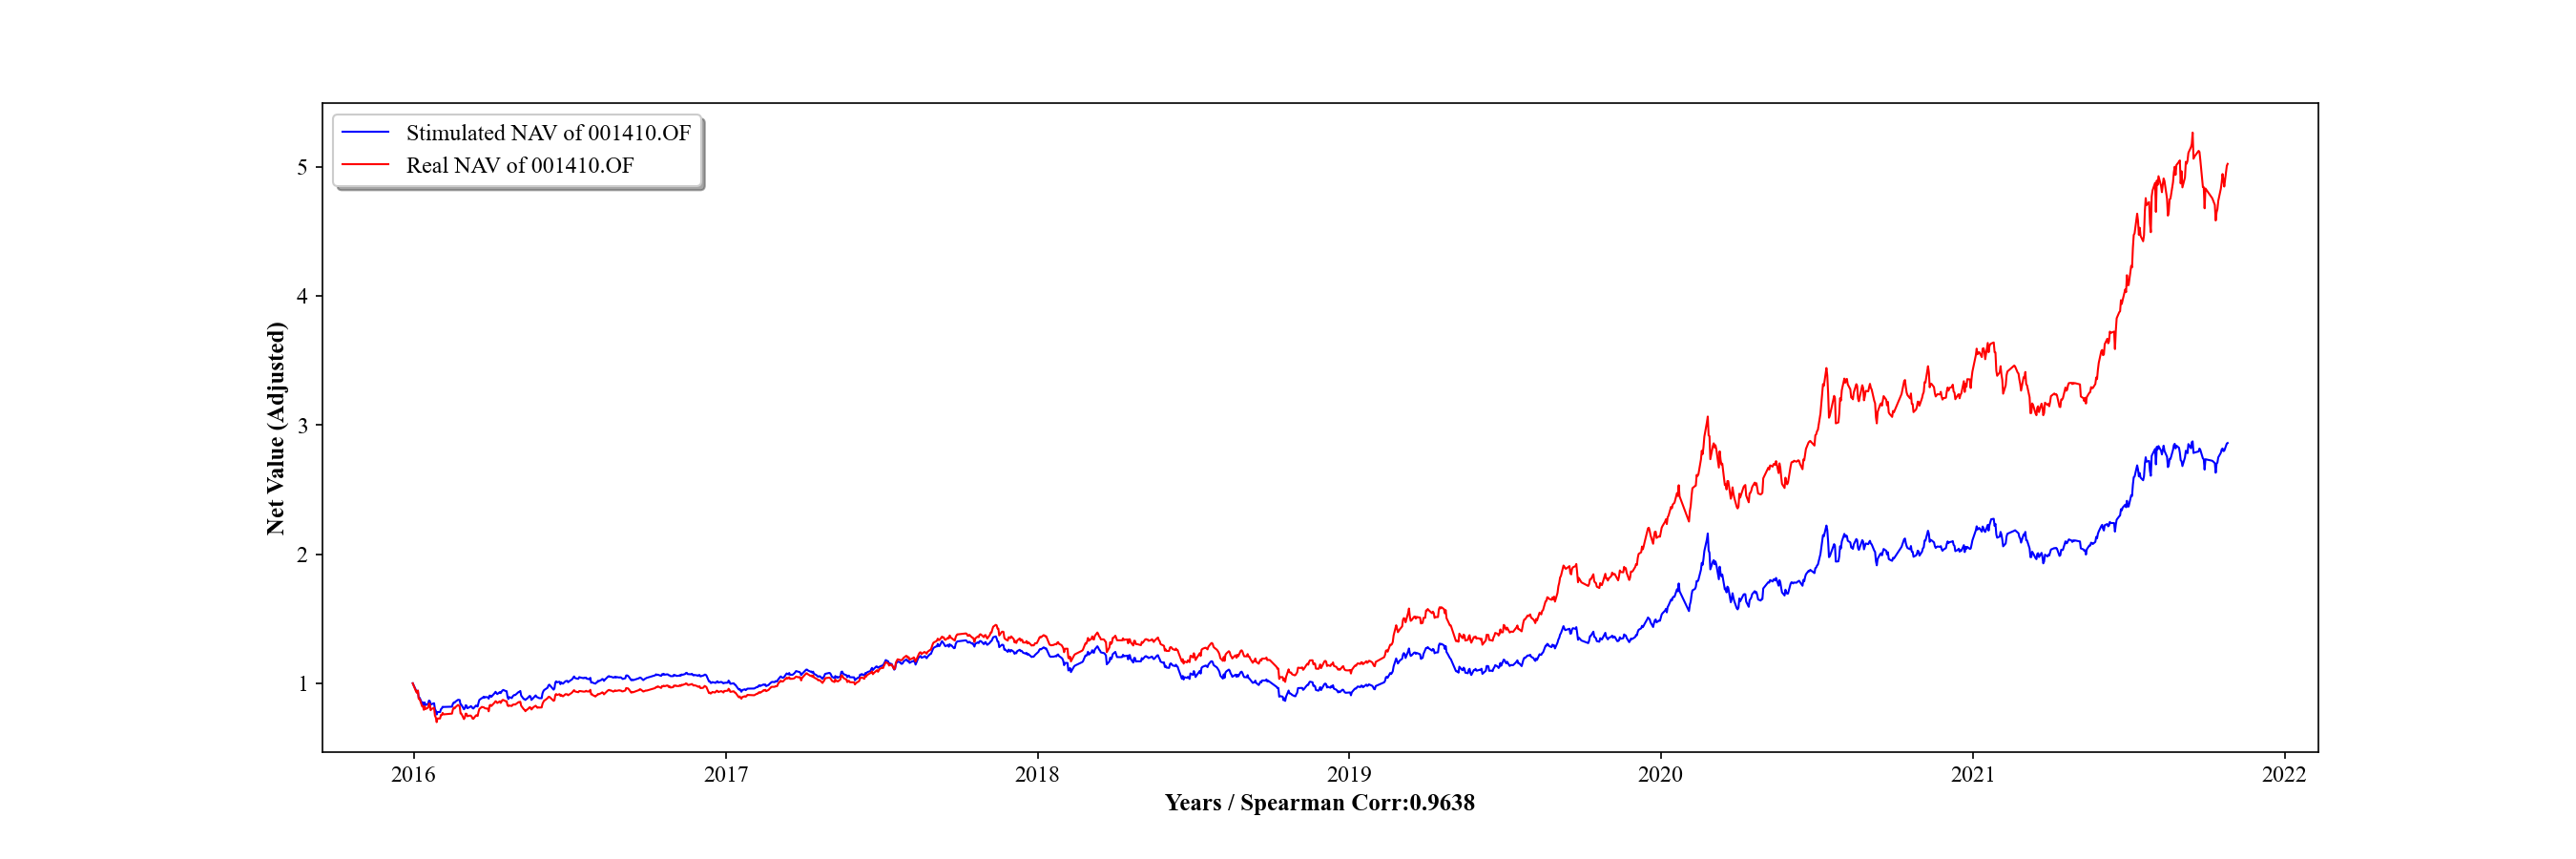 Stimulated NAV of 001410.OF
Real NAV of 001410.OF
Net Value (Adjusted)
5
4
3
2
1
2016 2017 2018 2019 2020 2021 2022
Years / Spearman Corr:0.9638